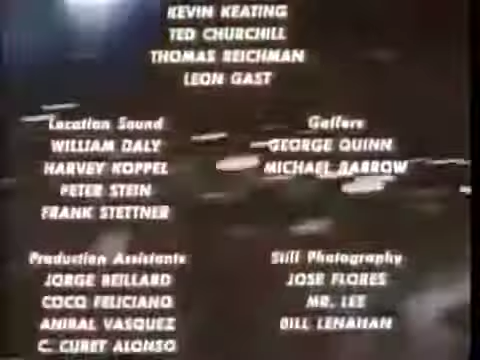 KEVIN KEATING
TED CHURCHILL
THOMAS REICHMAN
LEON GAST
Location Sound
WILLIAM DALY
HARVEY KOPPEL
PETER STEIN
FRANK STETTNER
Gaffers
GEORGE QUINN
MICHAEL BARROW
Production Assistants
JORGE REILLARD
COCO FELICIANO
ANIBAL VASQUEZ
C. CURET ALONSO
Still Photography
JOSE FLORES
MR. LEE
BILL LENAHAN